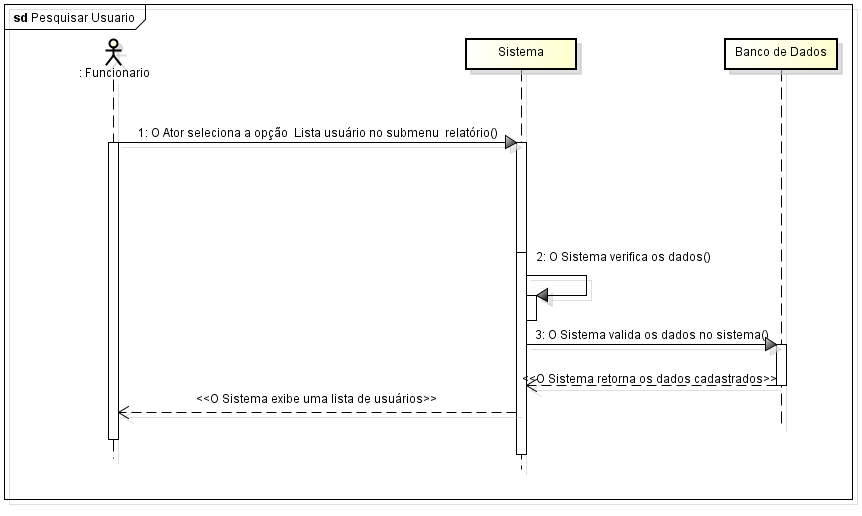 sd Pesquisar Usuario
: Funcionario
Sistema
Banco de Dados
1: O Ator seleciona a opção Lista usuário no submenu relatório()
2: O Sistema verifica os dados()
3: O Sistema valida os dados no sistema()
<<O Sistema retorna os dados cadastrados>>
<<O Sistema exibe uma lista de usuários>>